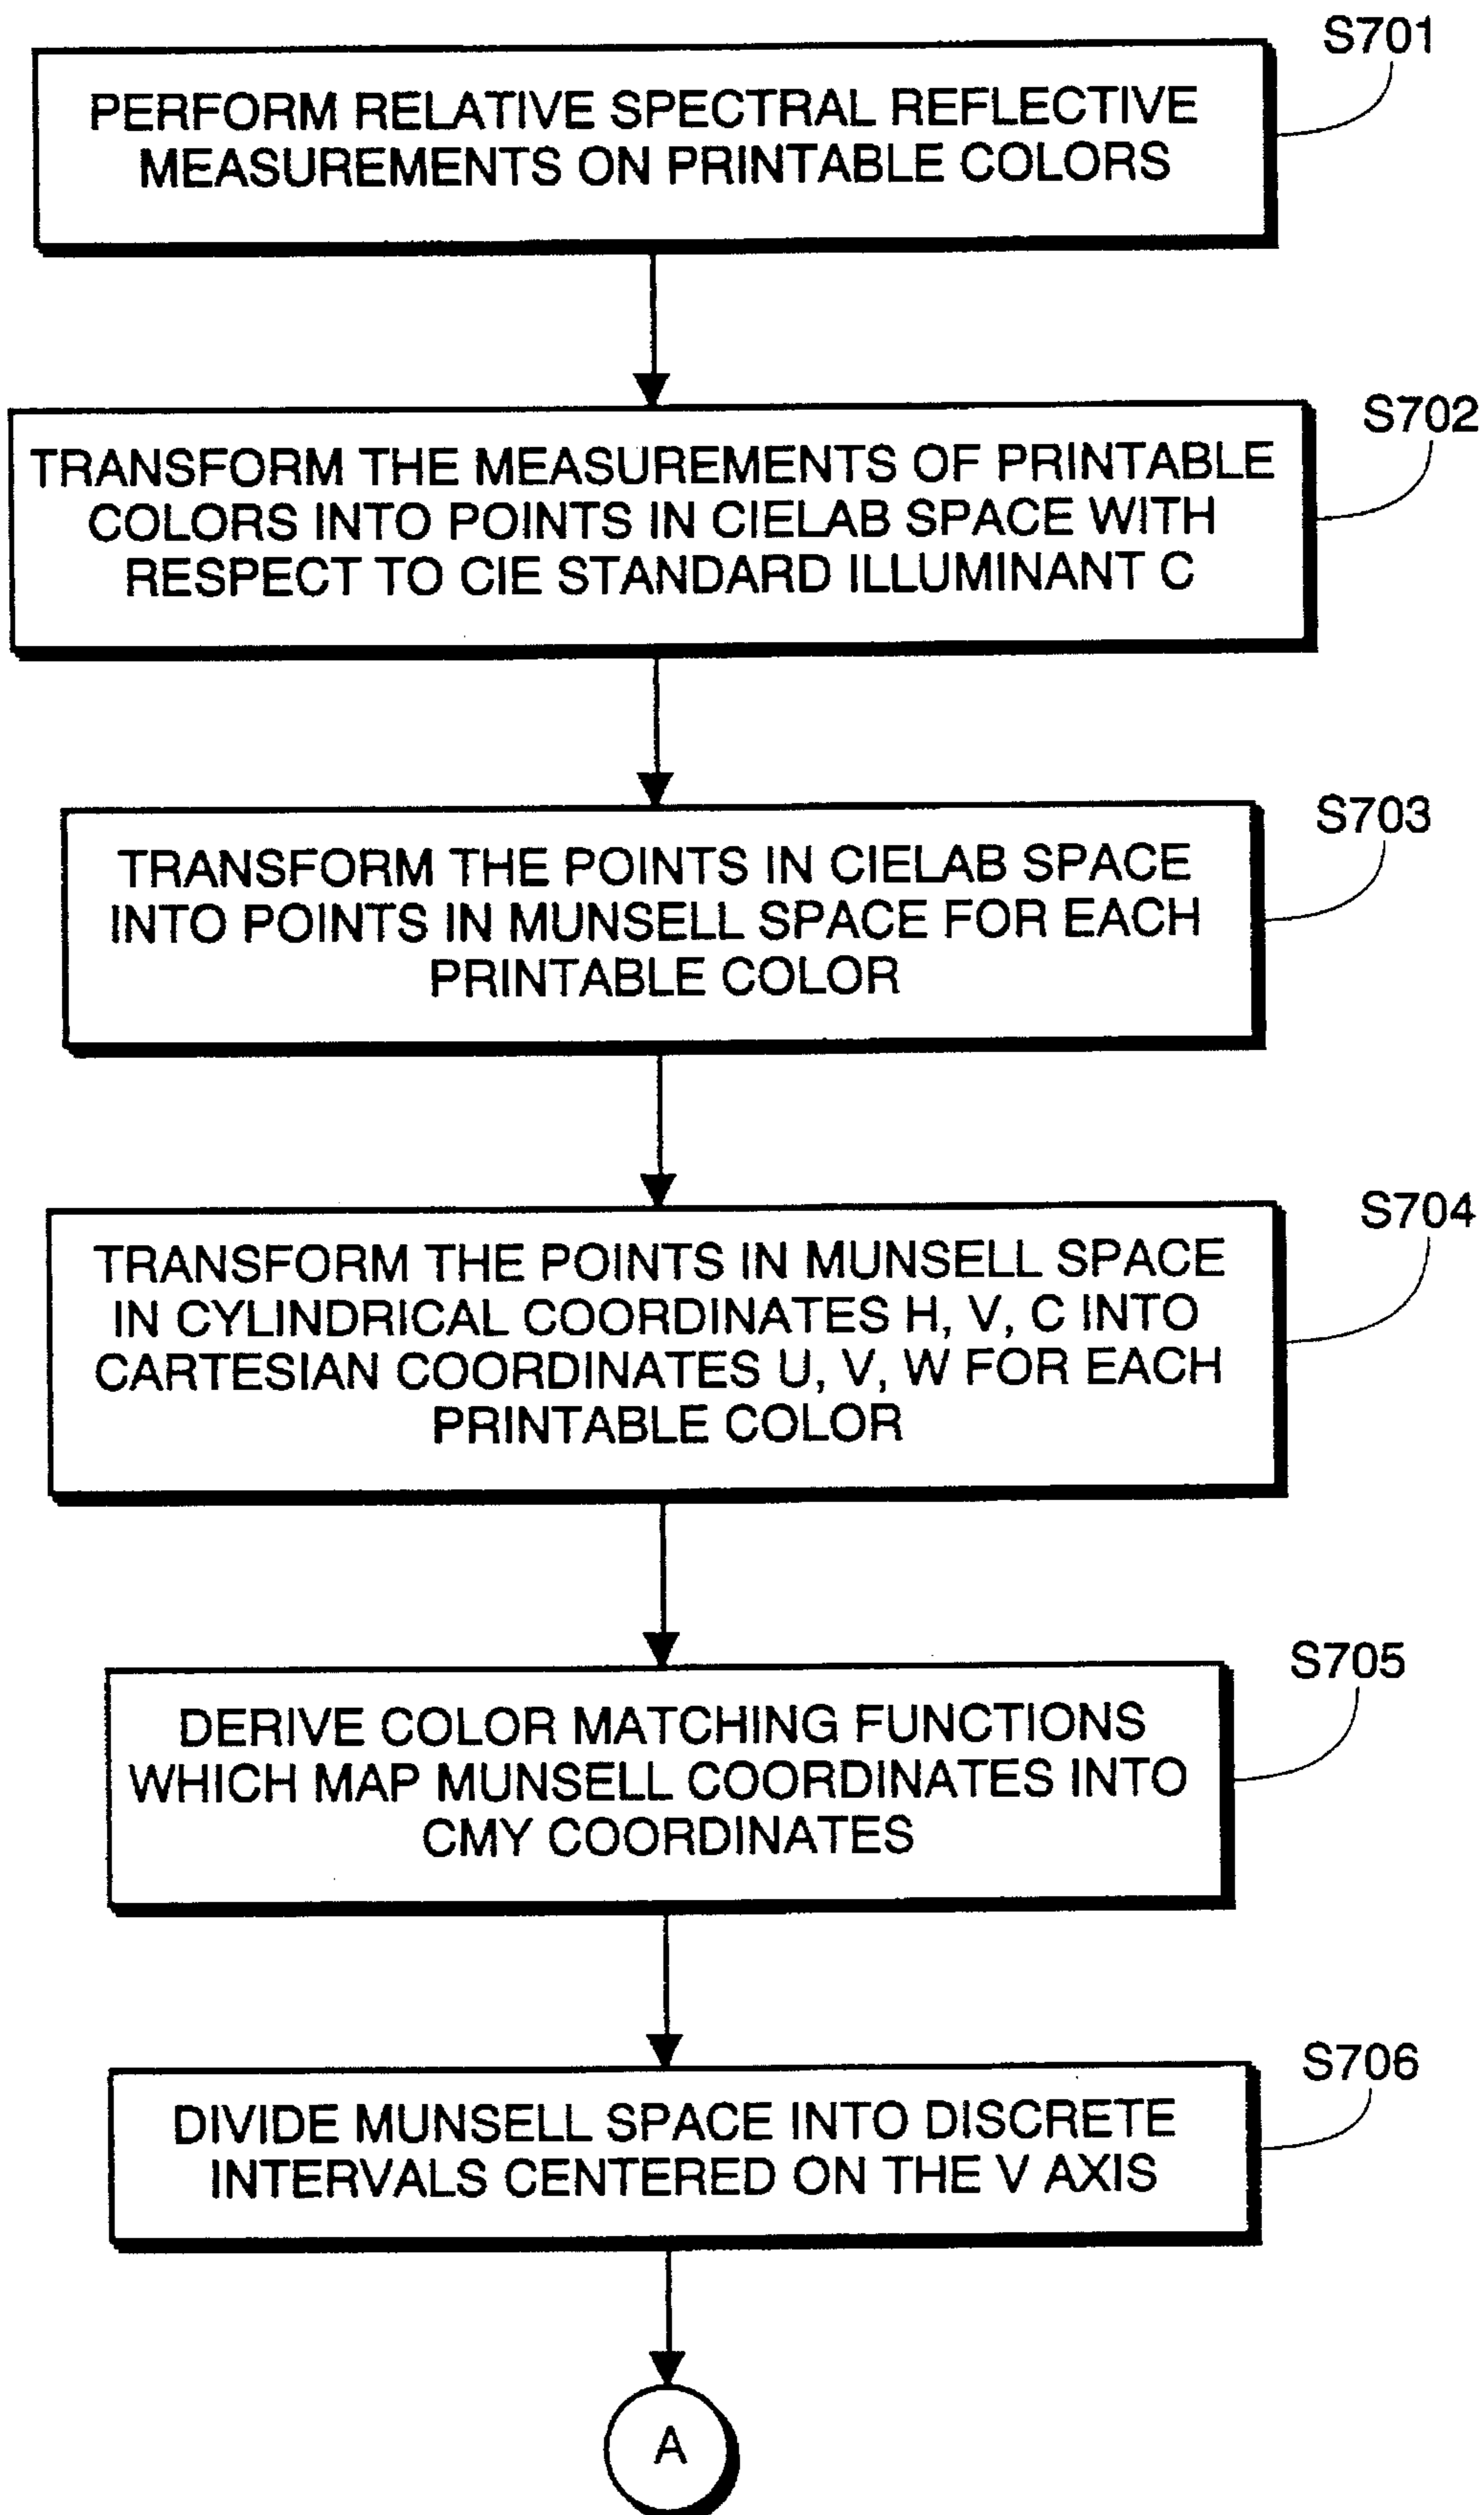 S701
PERFORM RELATIVE SPECTRAL REFLECTIVE
MEASUREMENTS ON PRINTABLE COLORS
S702
TRANSFORM THE MEASUREMENTS OF PRINTABLE
COLORS INTO POINTS IN CIELAB SPACE WITH
RESPECT TO CIE STANDARD ILLUMINANT C
S703
TRANSFORM THE POINTS IN CIELAB SPACE
INTO POINTS IN MUNSELL SPACE FOR EACH
PRINTABLE COLOR
S704
TRANSFORM THE POINTS IN MUNSELL SPACE
IN CYLINDRICAL COORDINATES H, V, C INTO
CARTESIAN COORDINATES U, V, W FOR EACH
PRINTABLE COLOR
S705
DERIVE COLOR MATCHING FUNCTIONS
WHICH MAP MUNSELL COORDINATES INTO
CMY COORDINATES
S706
DIVIDE MUNSELL SPACE INTO DISCRETE
INTERVALS CENTERED ON THE V AXIS
A